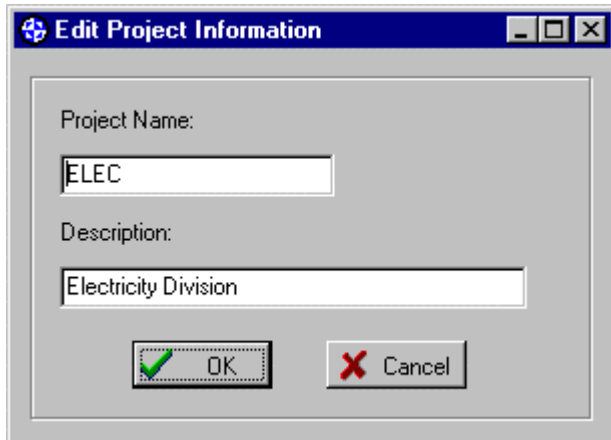 Edit Project Information
Project Name:
ELEC
Description:
Electricity Division
OK Cancel